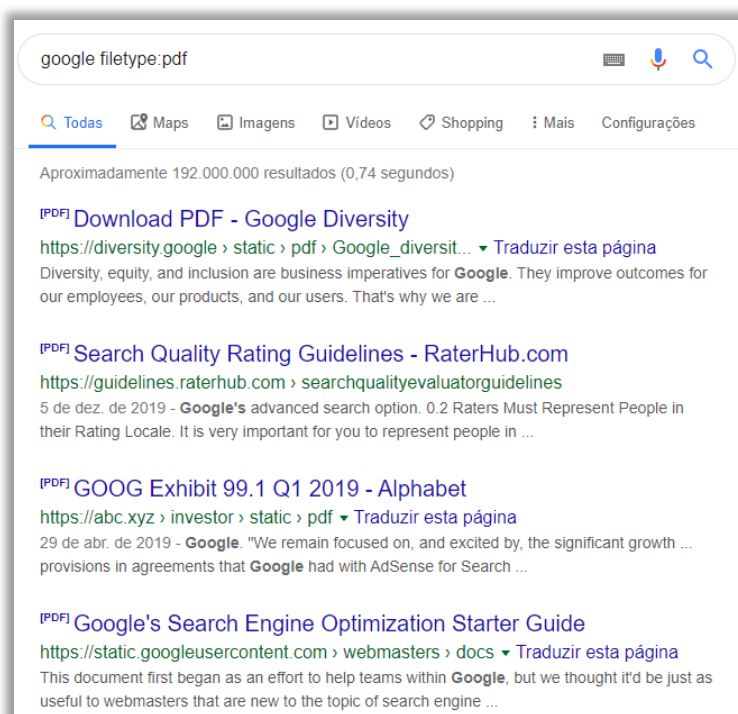 google filetype:pdf
Todas Maps Imagens Vídeos Shopping Mais Configurações
Aproximadamente 192.000.000 resultados (0,74 segundos)
[PDF] Download PDF - Google Diversity
https://diversity.google › static › pdf › Google_diversit... ▾ Traduzir esta página
Diversity, equity, and inclusion are business imperatives for Google. They improve outcomes for
our employees, our products, and our users. That's why we are ...
[PDF] Search Quality Rating Guidelines - RaterHub.com
https://guidelines.raterhub.com › searchqualityevaluatorguidelines
5 de dez. de 2019 - Google's advanced search option. 0.2 Raters Must Represent People in
their Rating Locale. It is very important for you to represent people in ...
[PDF] GOOG Exhibit 99.1 Q1 2019 - Alphabet
https://abc.xyz › investor › static › pdf ▾ Traduzir esta página
29 de abr. de 2019 - Google. "We remain focused on, and excited by, the significant growth ...
provisions in agreements that Google had with AdSense for Search ...
[PDF] Google's Search Engine Optimization Starter Guide
https://static.googleusercontent.com › webmasters › docs ▾ Traduzir esta página
This document first began as an effort to help teams within Google, but we thought it'd be just as
useful to webmasters that are new to the topic of search engine ...